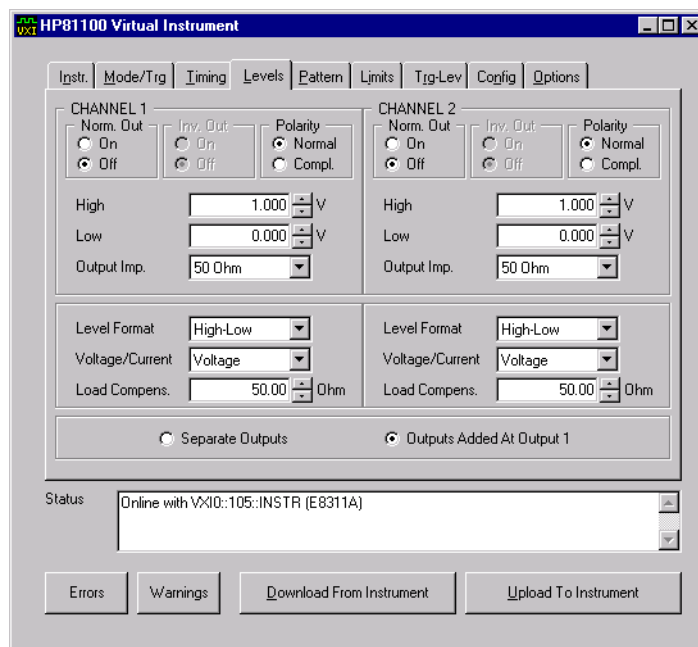 VXI HP81100 Virtual Instrument
Instr. Mode/Trg Timing Levels Pattern Limits Trg-Lev Config Options
CHANNEL 1 CHANNEL 2
Norm. Out Inv. Out Polarity Norm. Out Inv. Out Polarity
On On Normal On On Normal
Off Off Compl. Off Off Compl.
High 1.000 V High 1.000 V
Low 0.000 V Low 0.000 V
Output Imp. 50 Ohm Output Imp. 50 Ohm
Level Format High-Low Level Format High-Low
Voltage/Current Voltage Voltage/Current Voltage
Load Compens. 50.00 Ohm Load Compens. 50.00 Ohm
Separate Outputs Outputs Added At Output 1
Status Online with VXI0::105::INSTR (E8311A)
Errors Warnings Download From Instrument Upload To Instrument